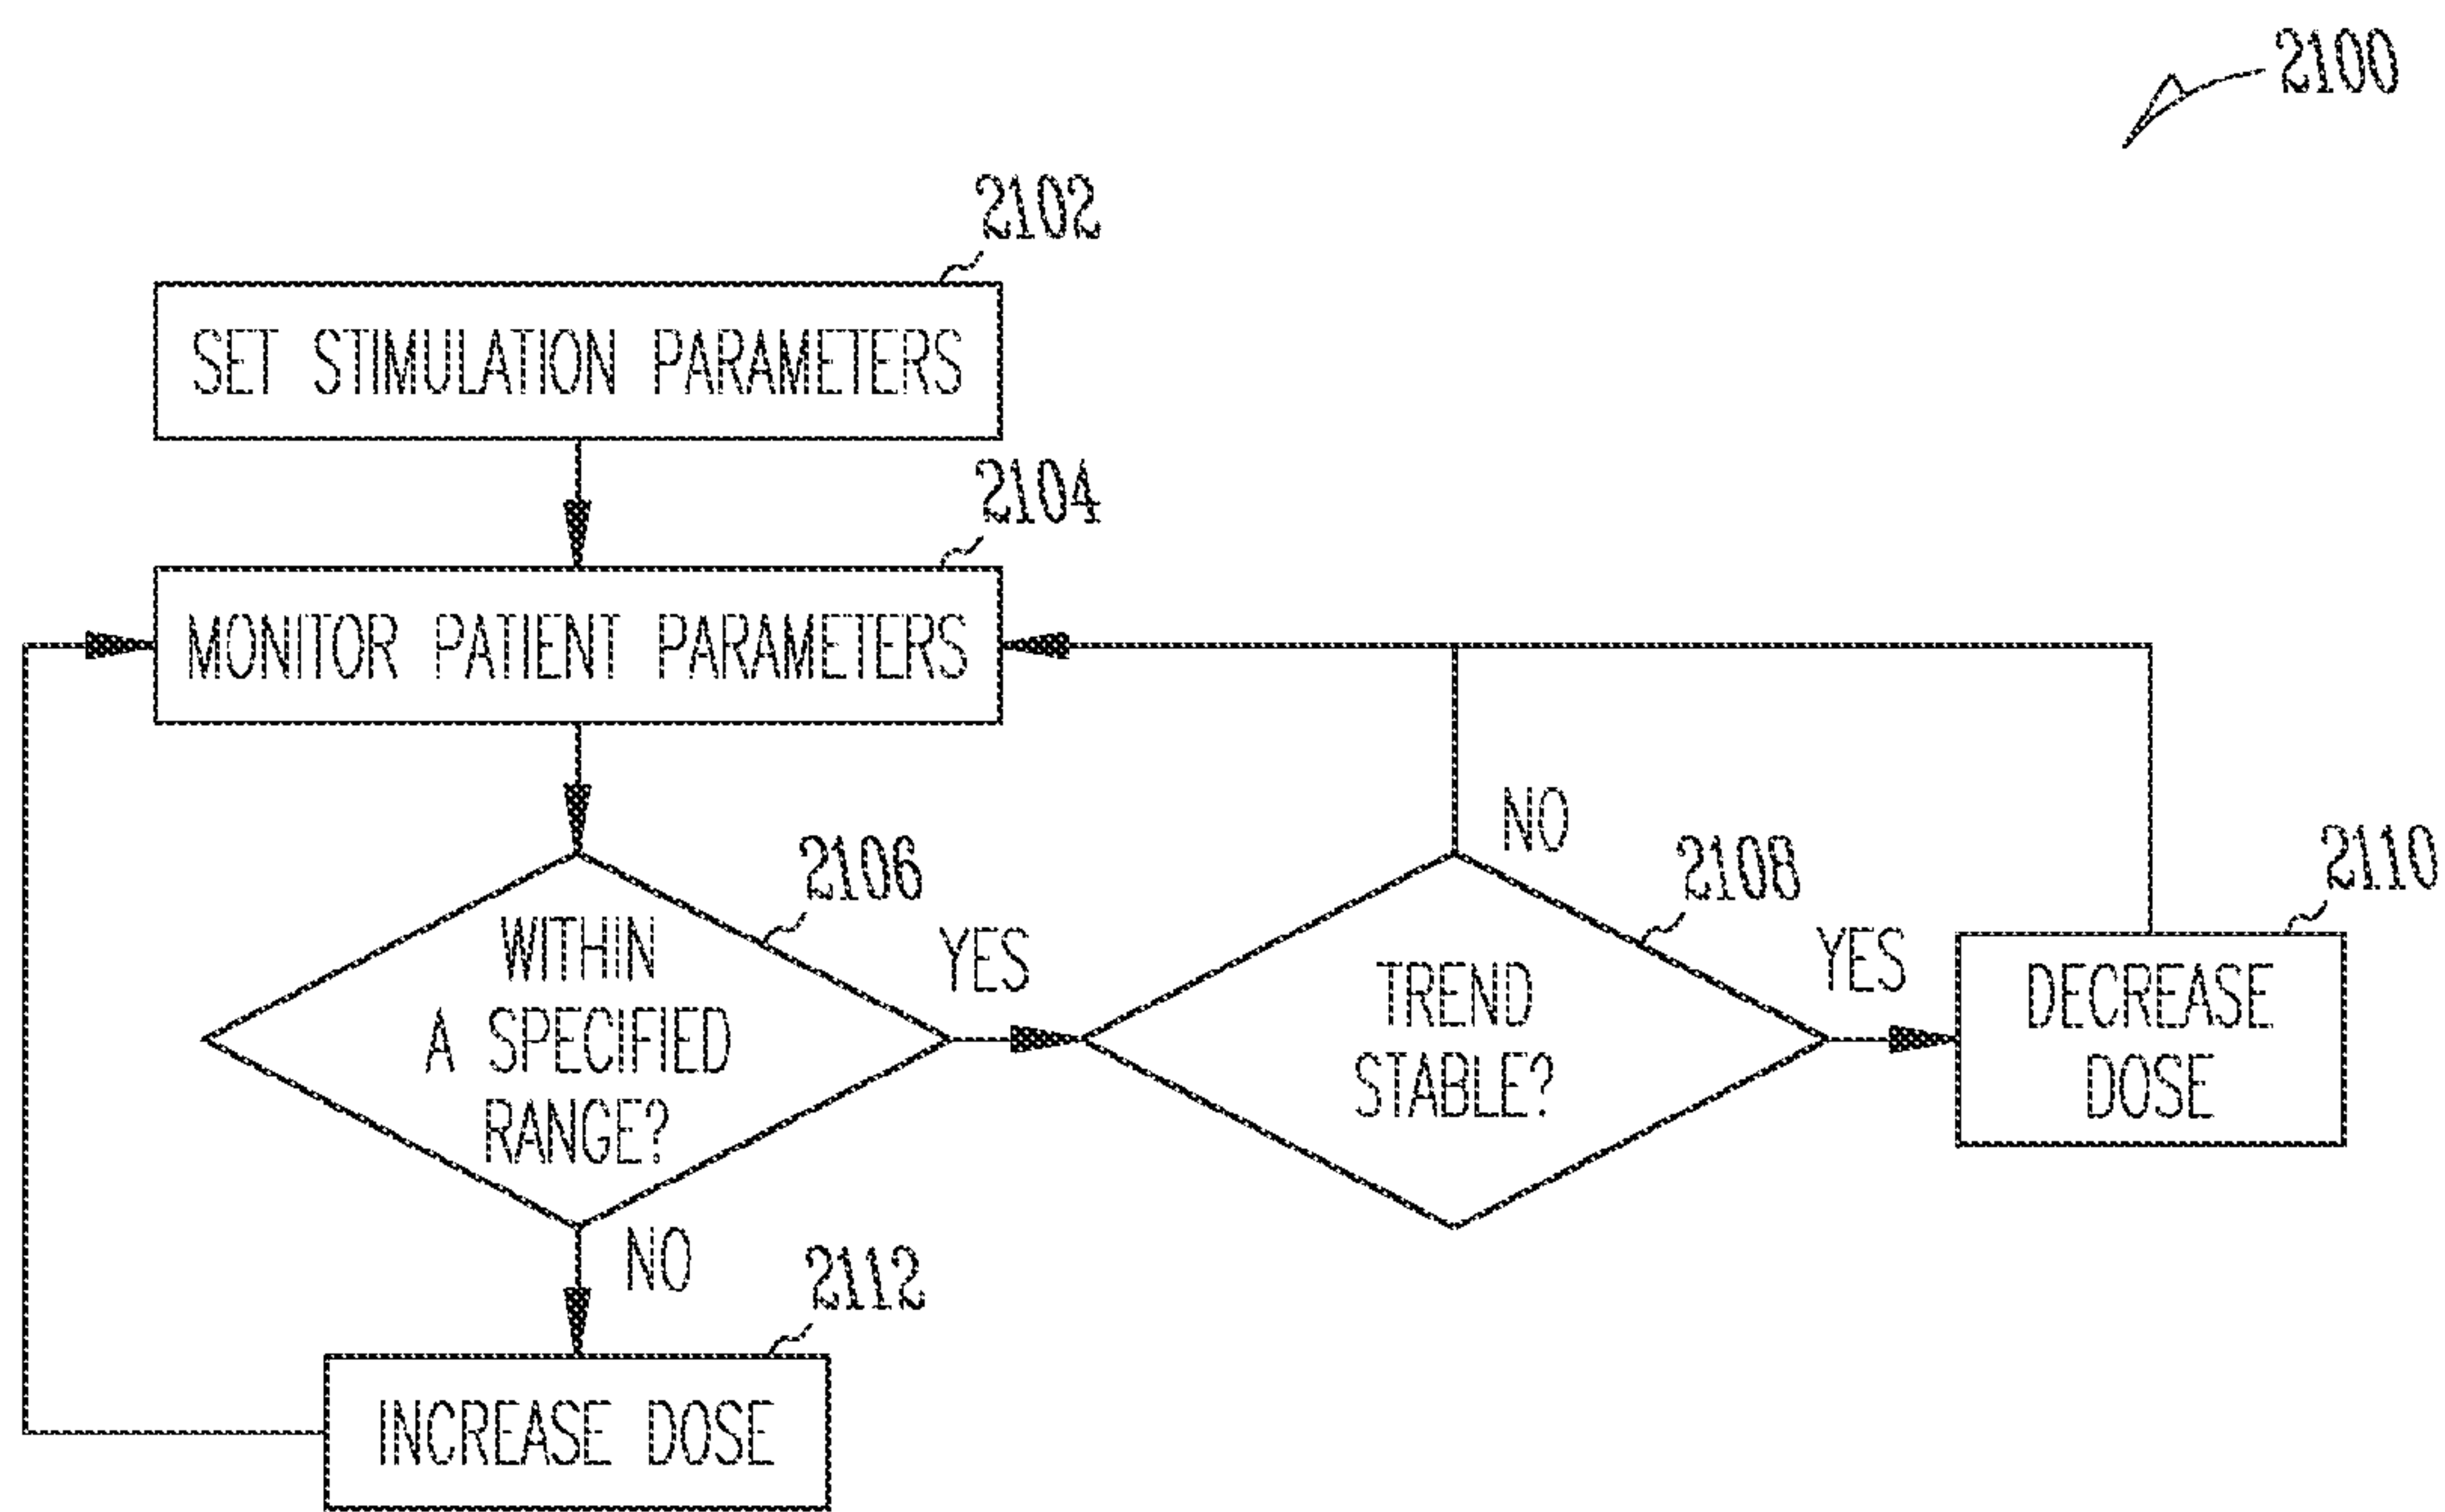 2100
2102
SET STIMULATION PARAMETERS
2104
MONITOR PATIENT PARAMETERS
2106
WITHIN
A SPECIFIED
RANGE?
YES
NO
2108
TREND
STABLE?
NO
YES
2110
DECREASE
DOSE
2112
INCREASE DOSE